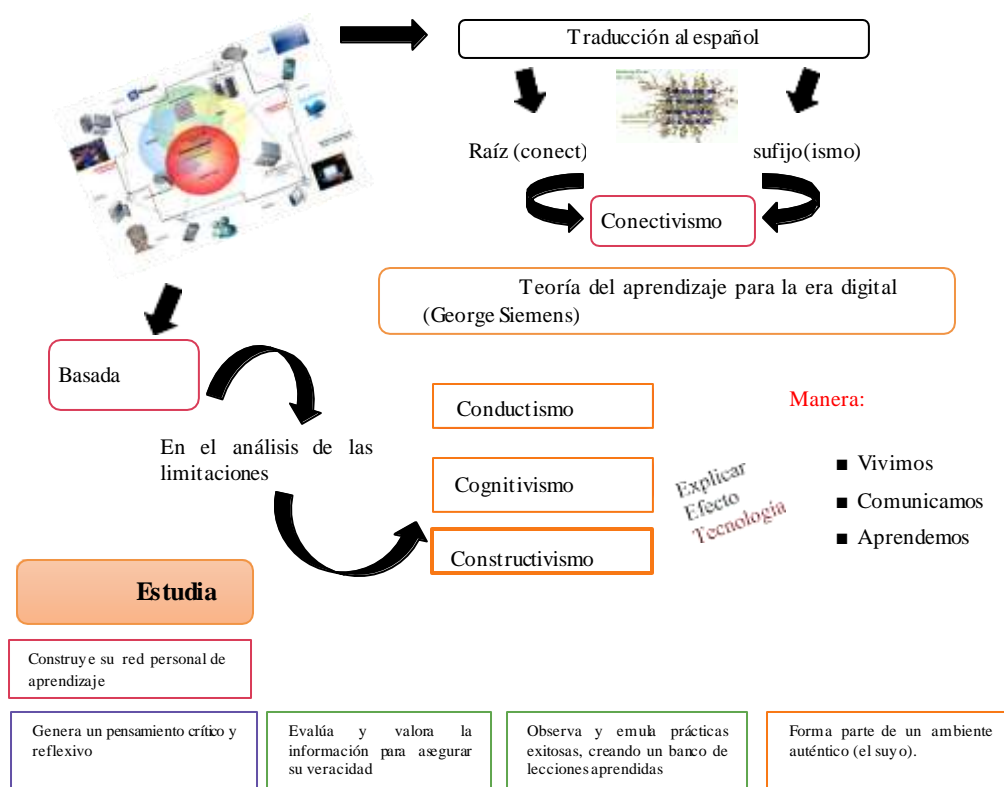 Traducción al español
Raíz (conect)
sufijo(ismo)
Conectivismo
Teoría del aprendizaje para la era digital
(George Siemens)
Basada
En el análisis de las
limitaciones
Conductismo
Cognitivismo
Constructivismo
Explicar
Efecto
Tecnología
Manera:
■ Vivimos
■ Comunicamos
■ Aprendemos
Estudia
Construye su red personal de
aprendizaje
Genera un pensamiento crítico y
reflexivo
Evalúa y valora la
información para asegurar
su veracidad
Observa y emula prácticas
exitosas, creando un banco de
lecciones aprendidas
Forma parte de un ambiente
auténtico (el suyo).